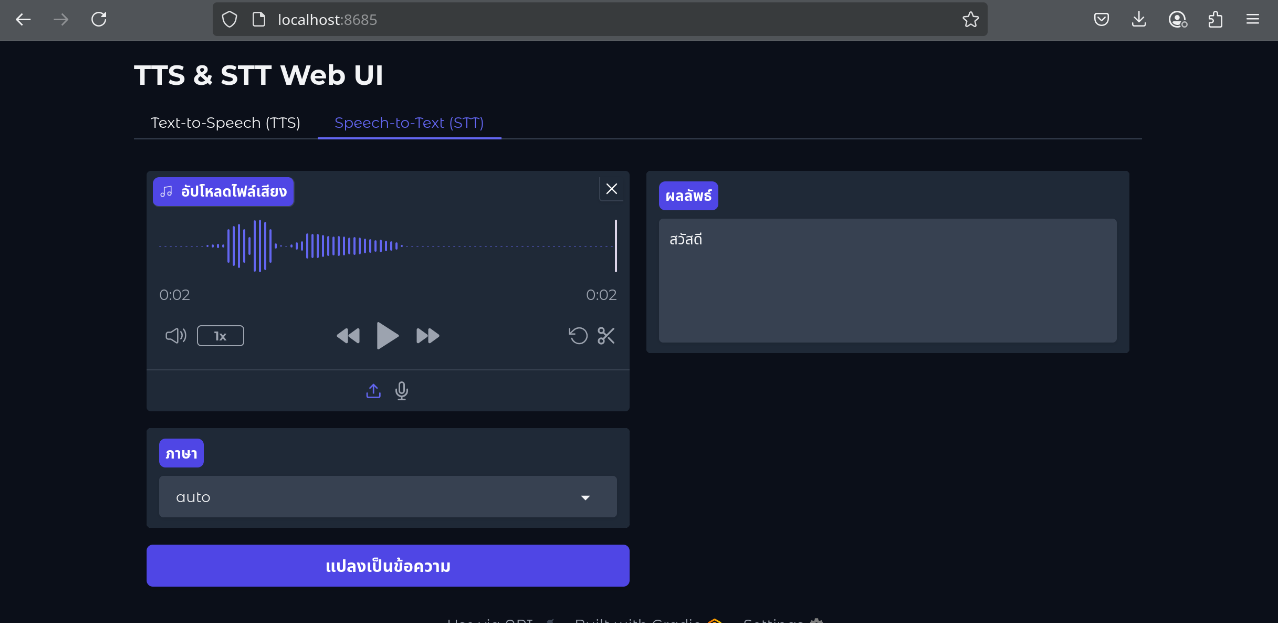 localhost:8685
TTS & STT Web UI
Text-to-Speech (TTS) Speech-to-Text (STT)
อัปโหลดไฟล์เสียง
0:02 0:02
1x
ภาษา
auto
แปลงเป็นข้อความ
ผลลัพธ์
สวัสดี
Use via API Built with Gradio Settings